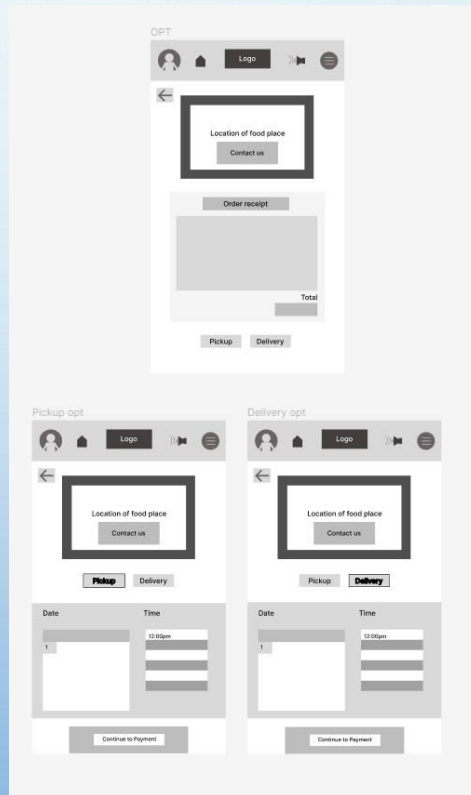 OPT
Logo
Location of food place
Contact us
Order receipt
Total
Pickup Delivery
Pickup opt
Logo
Location of food place
Contact us
Pickup Delivery
Date Time
12:00pm
1
Continue to Payment
Delivery opt
Logo
Location of food place
Contact us
Pickup Delivery
Date Time
12:00pm
1
Continue to Payment